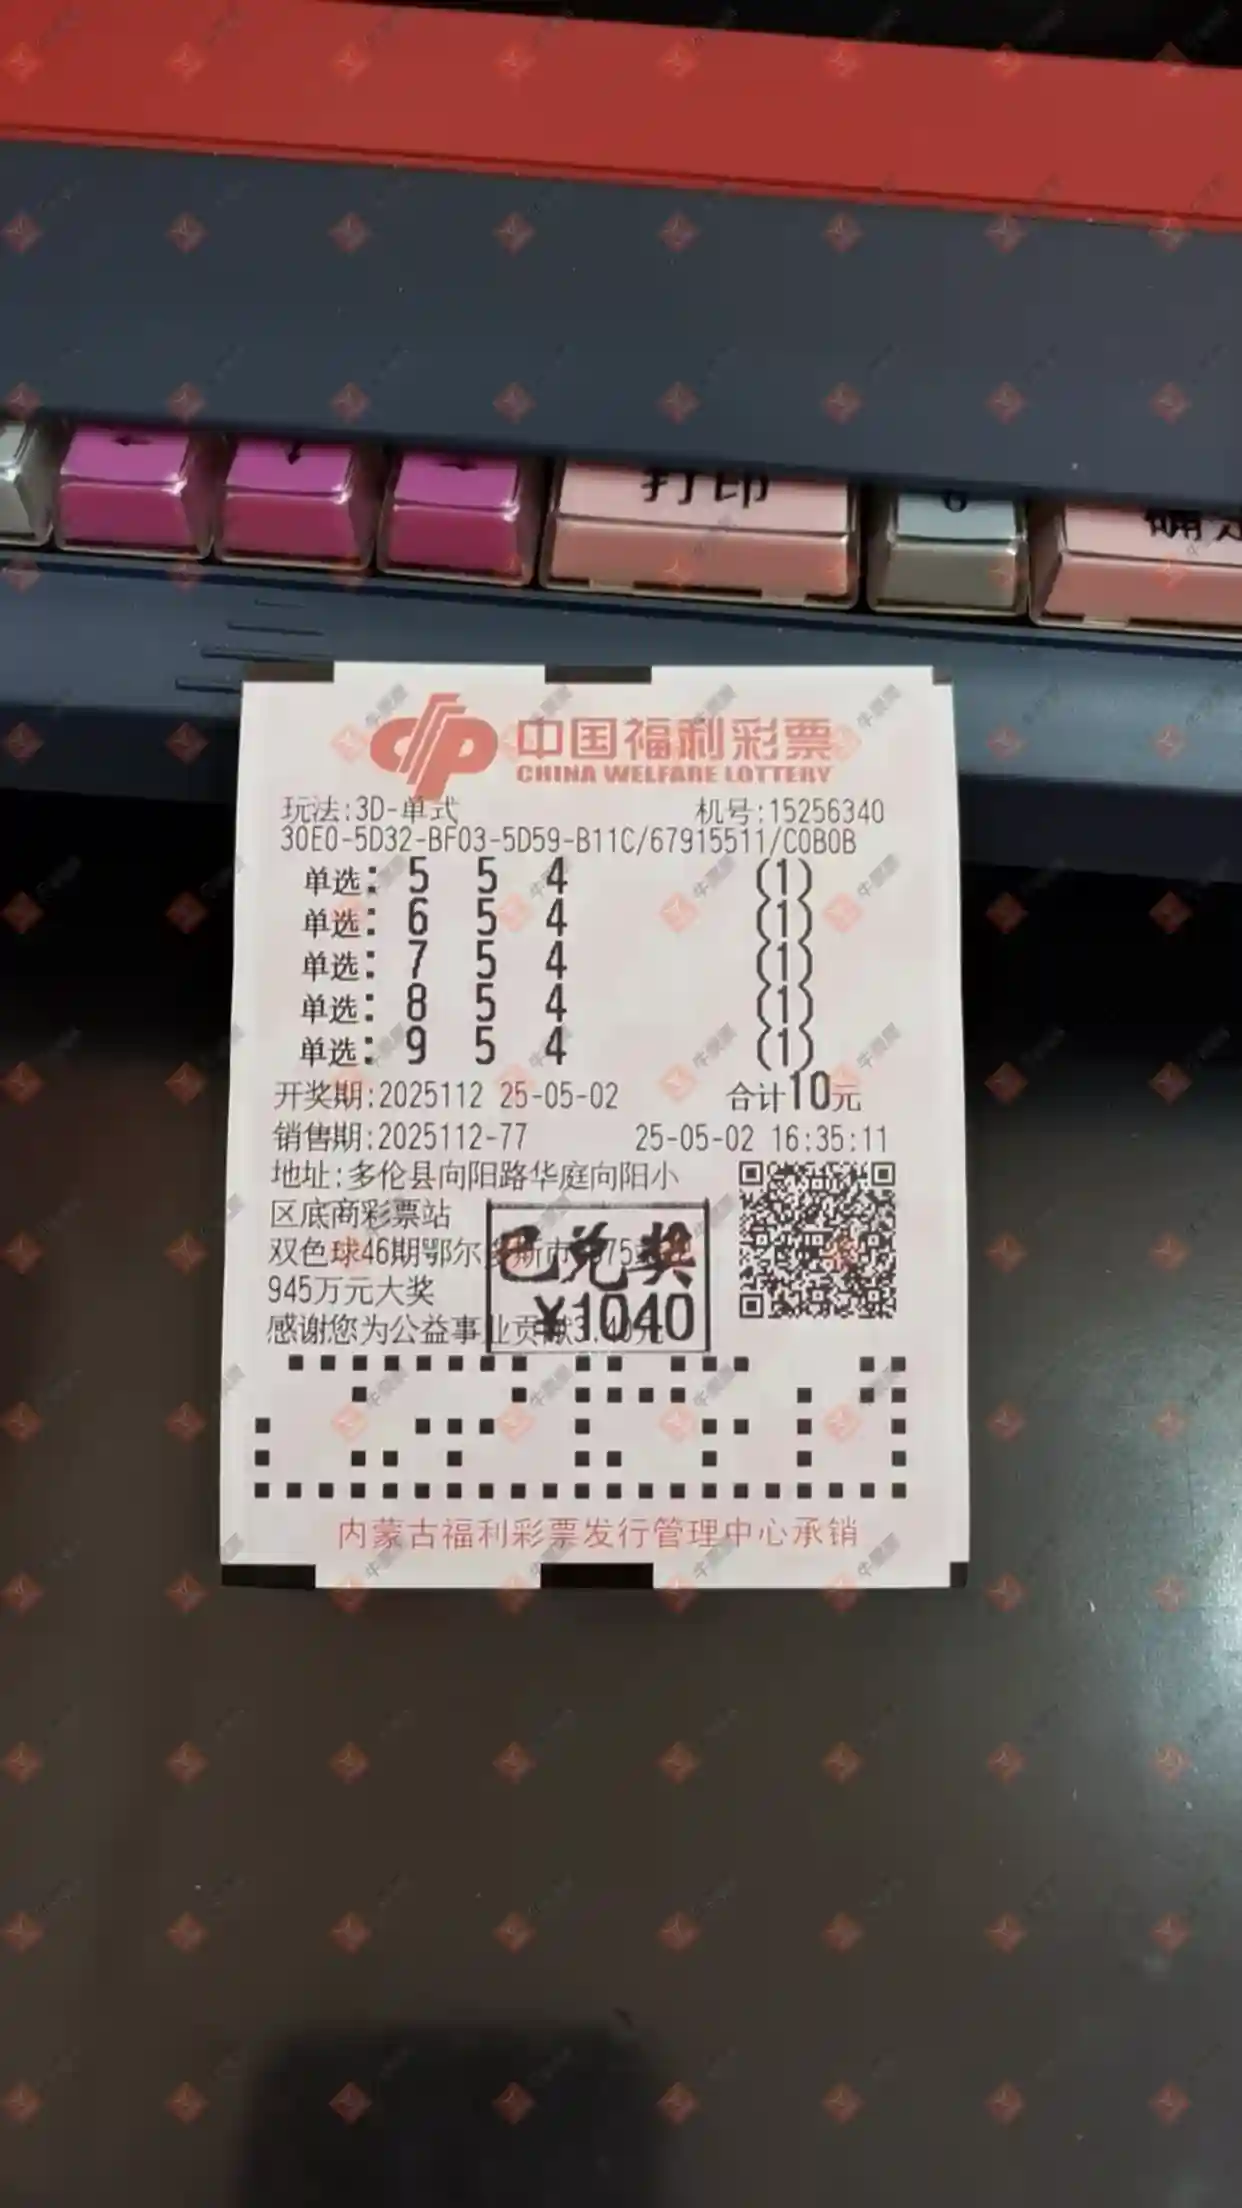 打印
6
中国福利彩票
CHINA WELFARE LOTTERY
玩法:3D-单式 机号:15256340
30E0-5D32-BF03-5D59-B11C/67915511/C0B0B
单选: 5 5 4 (1)
单选: 6 5 4 (1)
单选: 7 5 4 (1)
单选: 8 5 4 (1)
单选: 9 5 4 (1)
开奖期:2025112 25-05-02 合计10元
销售期:2025112-77 25-05-02 16:35:11
地址:多伦县向阳路华庭向阳小
区底商彩票站
双色球46期鄂尔多斯市
945万元大奖
感谢您为公益事业贡献3.40元
已兑奖
¥1040
内蒙古福利彩票发行管理中心承销